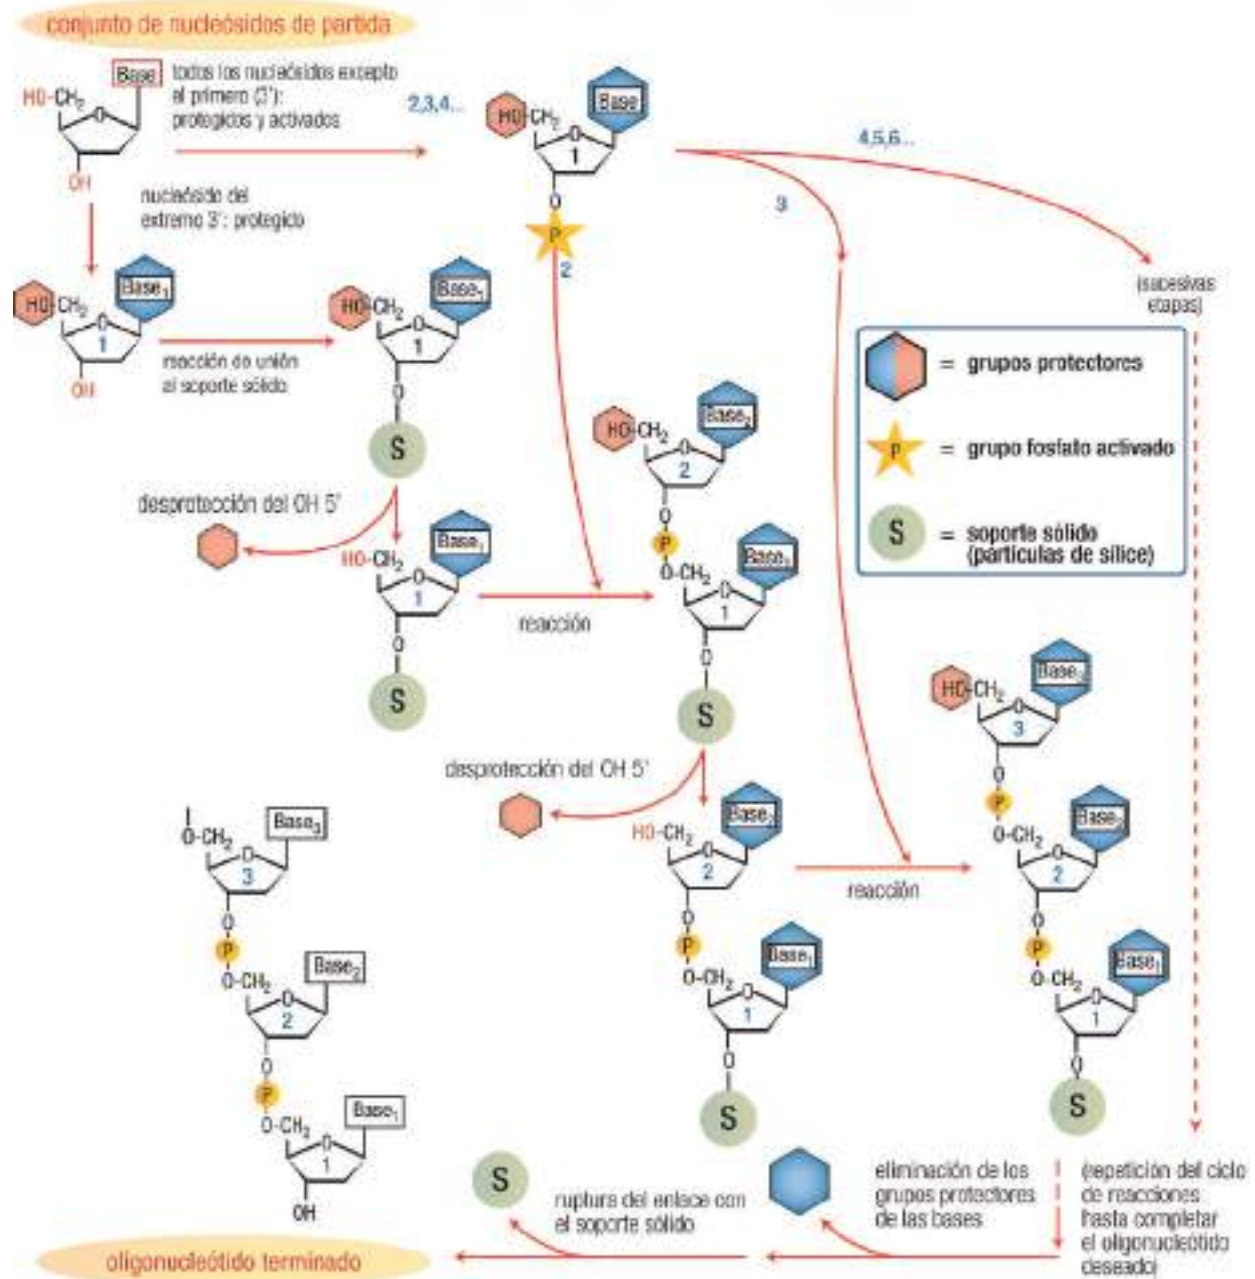 conjunto de nucleósidos de partida
Base
HO-CH2
O
OH
todos los nucleósidos excepto
el primero (3'):
protegidos y activados
2,3,4...
HO-CH2
Base
O
1
O
P
2
4,5,6...
3
(sucesivas
etapas)
nucleósido del
extremo 3': protegido
HO-CH2
Base1
O
1
OH
reacción de unión
al soporte sólido
HO-CH2
Base1
O
1
O
S
desprotección del OH 5'
HO-CH2
Base1
O
1
O
S
reacción
HO-CH2
Base2
O
2
O
P
O-CH2
Base1
O
1
O
S
= grupos protectores
P
= grupo fosfato activado
S
= soporte sólido
(partículas de sílice)
desprotección del OH 5'
HO-CH2
Base2
O
2
O
P
O-CH2
Base1
O
1
O
S
reacción
HO-CH2
Base3
O
3
O
P
O-CH2
Base2
O
2
O
P
O-CH2
Base1
O
1
O
S
O-CH2
Base3
O
3
O
P
O-CH2
Base2
O
2
O
P
O-CH2
Base1
O
1
OH
(repetición del ciclo
de reacciones
hasta completar
el oligonucleótido
deseado)
eliminación de los
grupos protectores
de las bases
S
ruptura del enlace con
el soporte sólido
oligonucleótido terminado